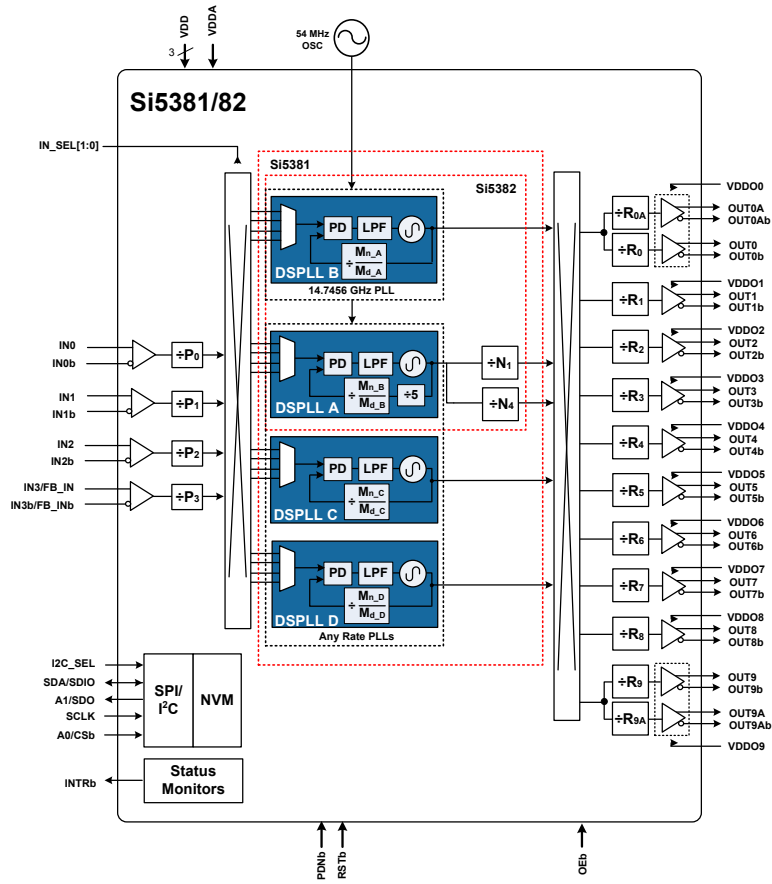 VDD
VDDA
3
54 MHz
OSC
Si5381/82
IN_SEL[1:0]
Si5381
Si5382
PD
LPF
÷ Mn_A
Md_A
DSPLL B
14.7456 GHz PLL
PD
LPF
÷ Mn_B
Md_B
÷5
DSPLL A
÷N1
÷N4
PD
LPF
÷ Mn_C
Md_C
DSPLL C
PD
LPF
÷ Mn_D
Md_D
DSPLL D
Any Rate PLLs
IN0
IN0b
÷P0
IN1
IN1b
÷P1
IN2
IN2b
÷P2
IN3/FB_IN
IN3b/FB_INb
÷P3
÷R0A
÷R0
÷R1
÷R2
÷R3
÷R4
÷R5
÷R6
÷R7
÷R8
÷R9
÷R9A
VDDO0
OUT0A
OUT0Ab
OUT0
OUT0b
VDDO1
OUT1
OUT1b
VDDO2
OUT2
OUT2b
VDDO3
OUT3
OUT3b
VDDO4
OUT4
OUT4b
VDDO5
OUT5
OUT5b
VDDO6
OUT6
OUT6b
VDDO7
OUT7
OUT7b
VDDO8
OUT8
OUT8b
OUT9
OUT9b
OUT9A
OUT9Ab
VDDO9
I2C_SEL
SDA/SDIO
A1/SDO
SCLK
A0/CSb
SPI/
I2C
NVM
INTRb
Status
Monitors
PDNb
RSTb
OEb